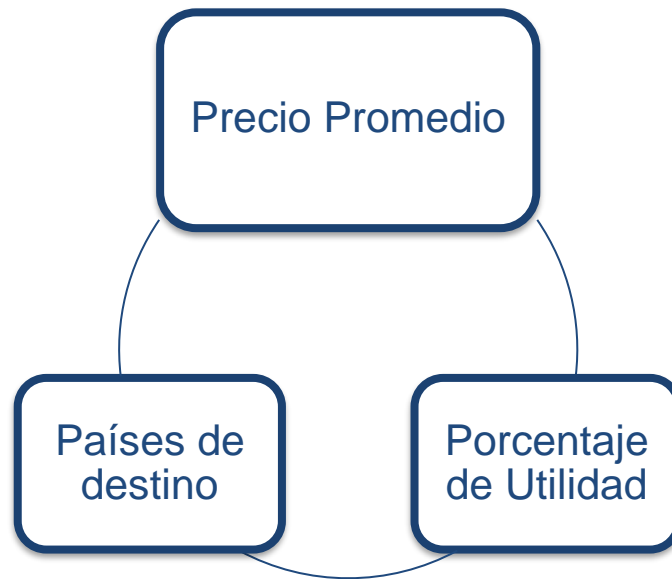 Precio Promedio
Países de
destino
Porcentaje
de Utilidad